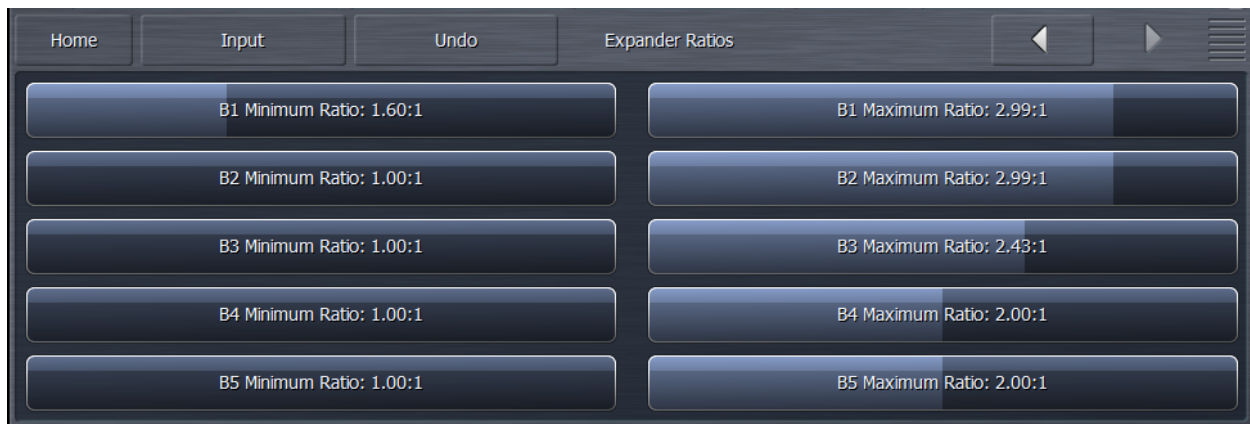 Home Input Undo Expander Ratios
B1 Minimum Ratio: 1.60:1 B1 Maximum Ratio: 2.99:1
B2 Minimum Ratio: 1.00:1 B2 Maximum Ratio: 2.99:1
B3 Minimum Ratio: 1.00:1 B3 Maximum Ratio: 2.43:1
B4 Minimum Ratio: 1.00:1 B4 Maximum Ratio: 2.00:1
B5 Minimum Ratio: 1.00:1 B5 Maximum Ratio: 2.00:1